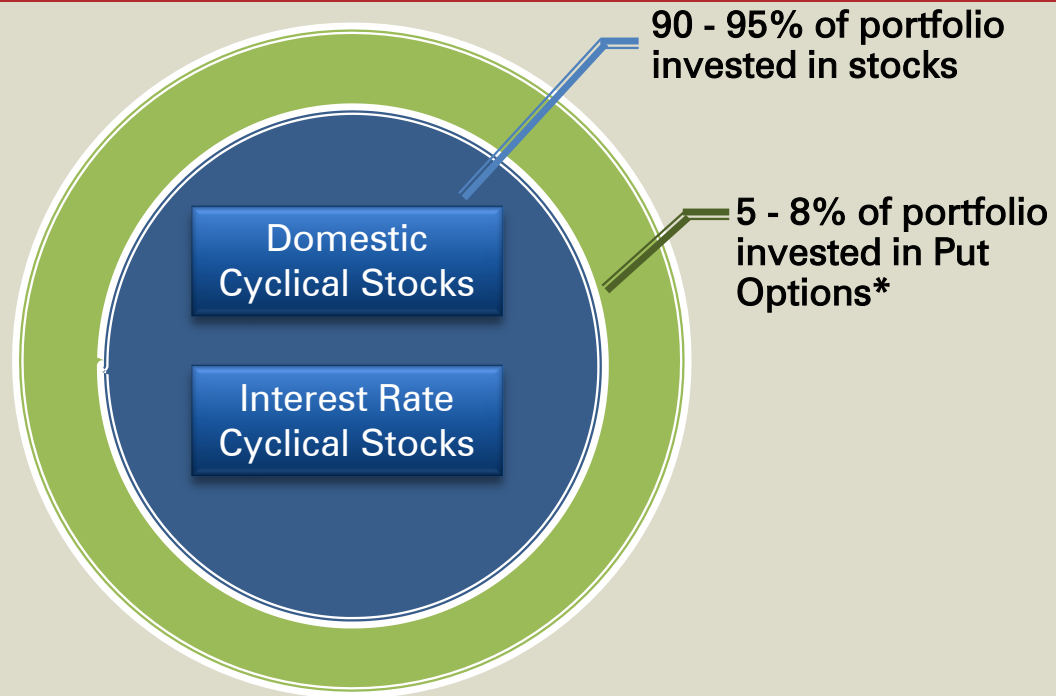 90 - 95% of portfolio
invested in stocks
5 - 8% of portfolio
invested in Put
Options*
Domestic
Cyclical Stocks
Interest Rate
Cyclical Stocks